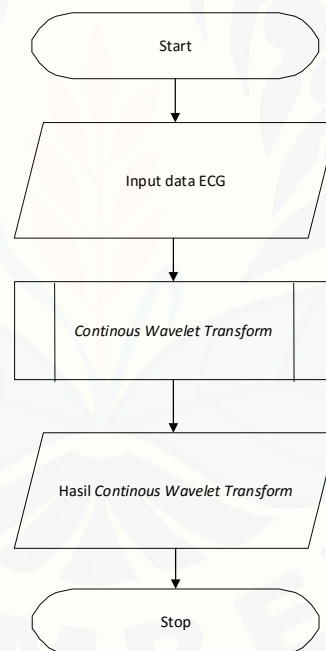 Start
Input data ECG
Continous Wavelet Transform
Hasil Continous Wavelet Transform
Stop